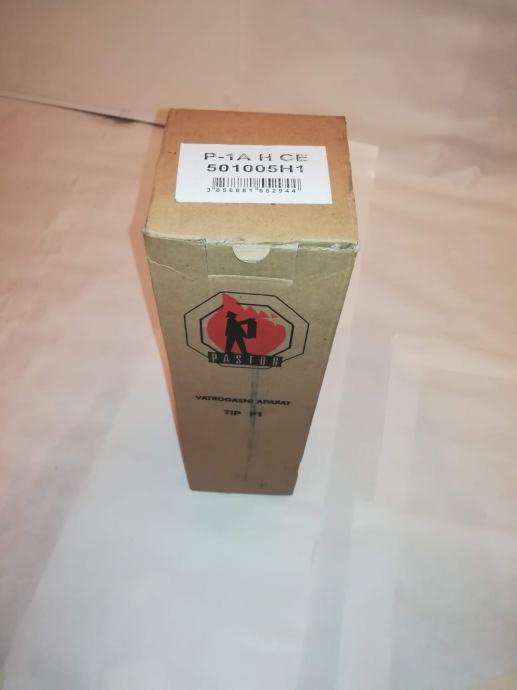 P-1A H CE
501005H1
3 856881 552944
PASTOR
VATROGASNI APARAT
TIP P1